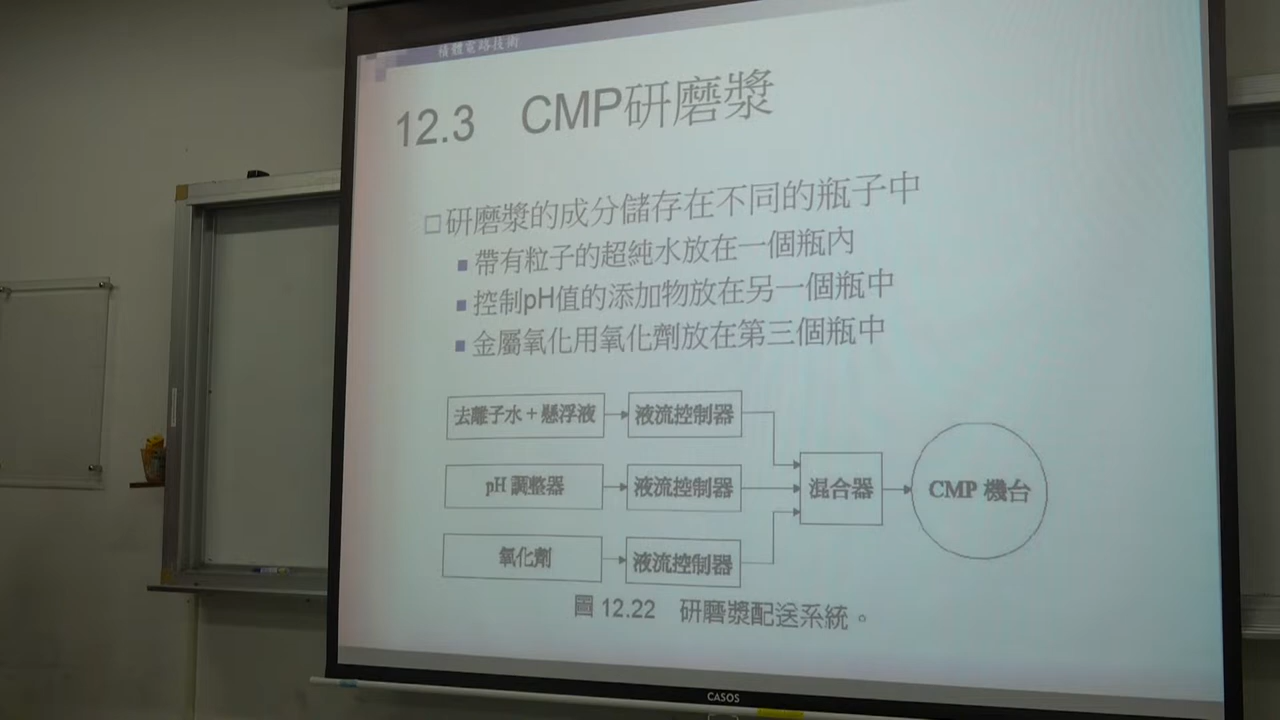 積體電路技術
12.3 CMP研磨漿
□研磨漿的成分儲存在不同的瓶子中
■ 帶有粒子的超純水放在一個瓶內
■ 控制pH值的添加物放在另一個瓶中
■ 金屬氧化用氧化劑放在第三個瓶中
去離子水+懸浮液
液流控制器
pH 調整器
液流控制器
混合器
CMP 機台
氧化劑
液流控制器
圖 12.22 研磨漿配送系統。
CASOS